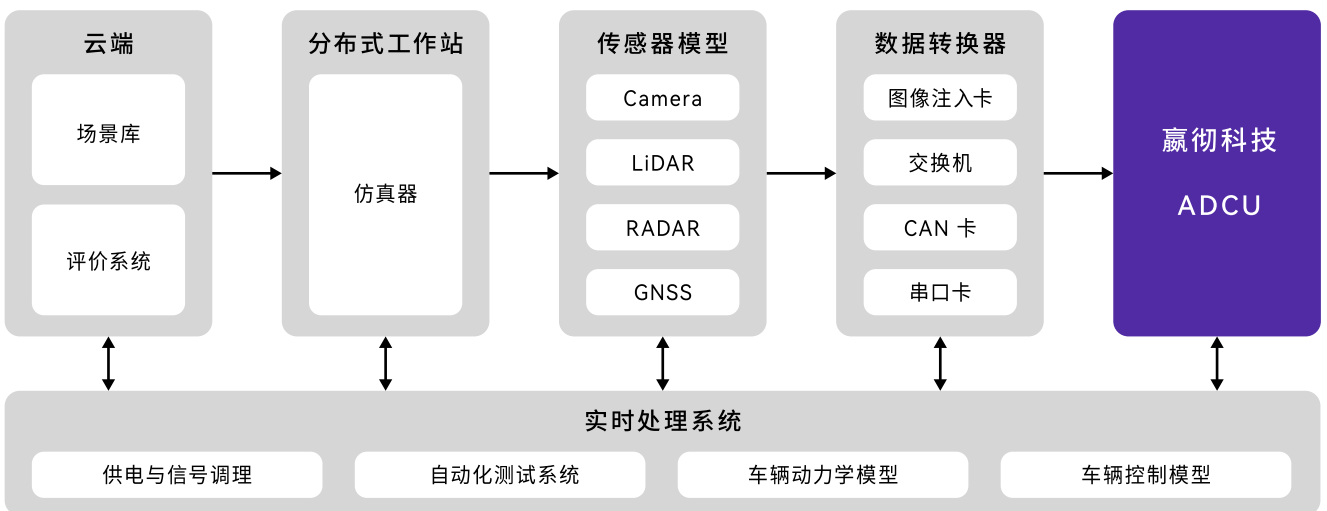 云端
场景库
评价系统
分布式工作站
仿真器
传感器模型
Camera
LiDAR
RADAR
GNSS
数据转换器
图像注入卡
交换机
CAN 卡
串口卡
嬴彻科技
ADCU
实时处理系统
供电与信号调理
自动化测试系统
车辆动力学模型
车辆控制模型